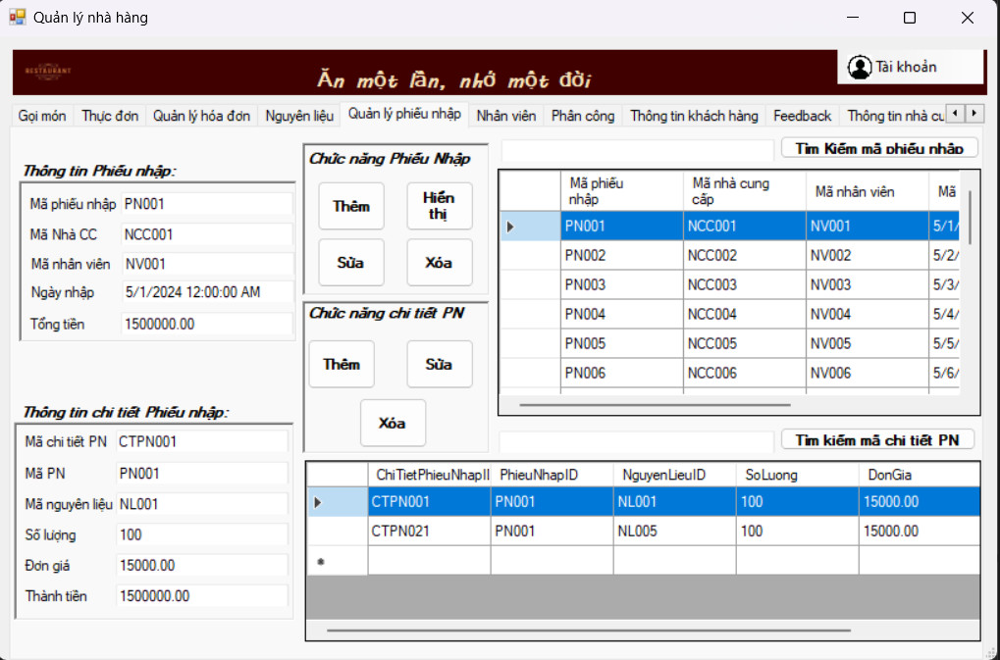 Quản lý nhà hàng
RESTAURANT
Ăn một lần, nhớ một đời
Tài khoản
Gọi món Thực đơn Quản lý hóa đơn Nguyên liệu Quản lý phiếu nhập Nhân viên Phân công Thông tin khách hàng Feedback Thông tin nhà cu
Thông tin Phiếu nhập:
Mã phiếu nhập PN001
Mã Nhà CC NCC001
Mã nhân viên NV001
Ngày nhập 5/1/2024 12:00:00 AM
Tổng tiền 1500000.00
Chức năng Phiếu Nhập
Thêm
Hiển
thị
Sửa
Xóa
Chức năng chi tiết PN
Thêm
Sửa
Xóa
Tìm Kiếm mã phiếu nhập
Mã phiếu
nhập
Mã nhà cung
cấp
Mã nhân viên
Mã
PN001 NCC001 NV001 5/1/
PN002 NCC002 NV002 5/2/
PN003 NCC003 NV003 5/3/
PN004 NCC004 NV004 5/4/
PN005 NCC005 NV005 5/5/
PN006 NCC006 NV006 5/6/
Thông tin chi tiết Phiếu nhập:
Mã chi tiết PN CTPN001
Mã PN PN001
Mã nguyên liệu NL001
Số lượng 100
Đơn giá 15000.00
Thành tiền 1500000.00
Tìm kiếm mã chi tiết PN
ChiTietPhieuNhapII PhieuNhapID NguyenLieuID SoLuong DonGia
CTPN001 PN001 NL001 100 15000.00
CTPN021 PN001 NL005 100 15000.00